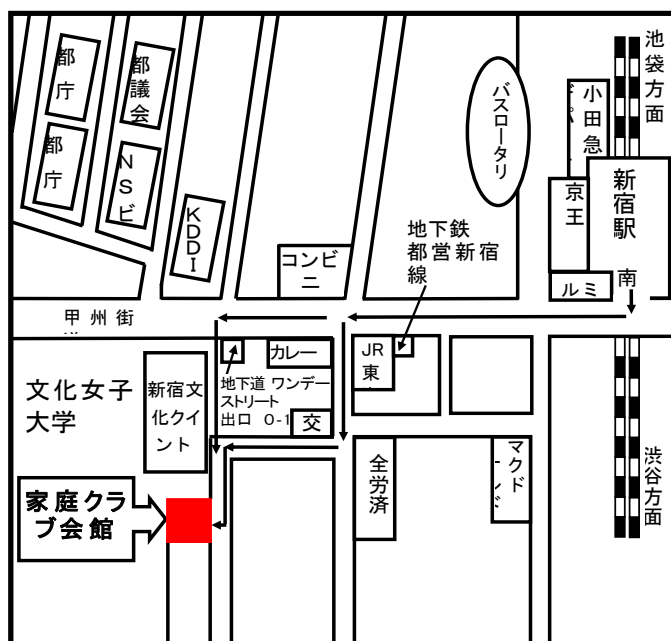 都
庁
都
議
会
都
庁
NSビ
KDDI
コンビ
ニ
バスロータリ
地下鉄
都営新宿
線
小田急
京王
新宿駅
池袋方面
ルミ
南
甲州街
カレー
JR
東
地下道 ワンデー
ストリート
出口 O-1
交
文化女子
大学
新宿文
化クイ
ント
家庭クラ
ブ会館
全労済
マクド
渋谷方面